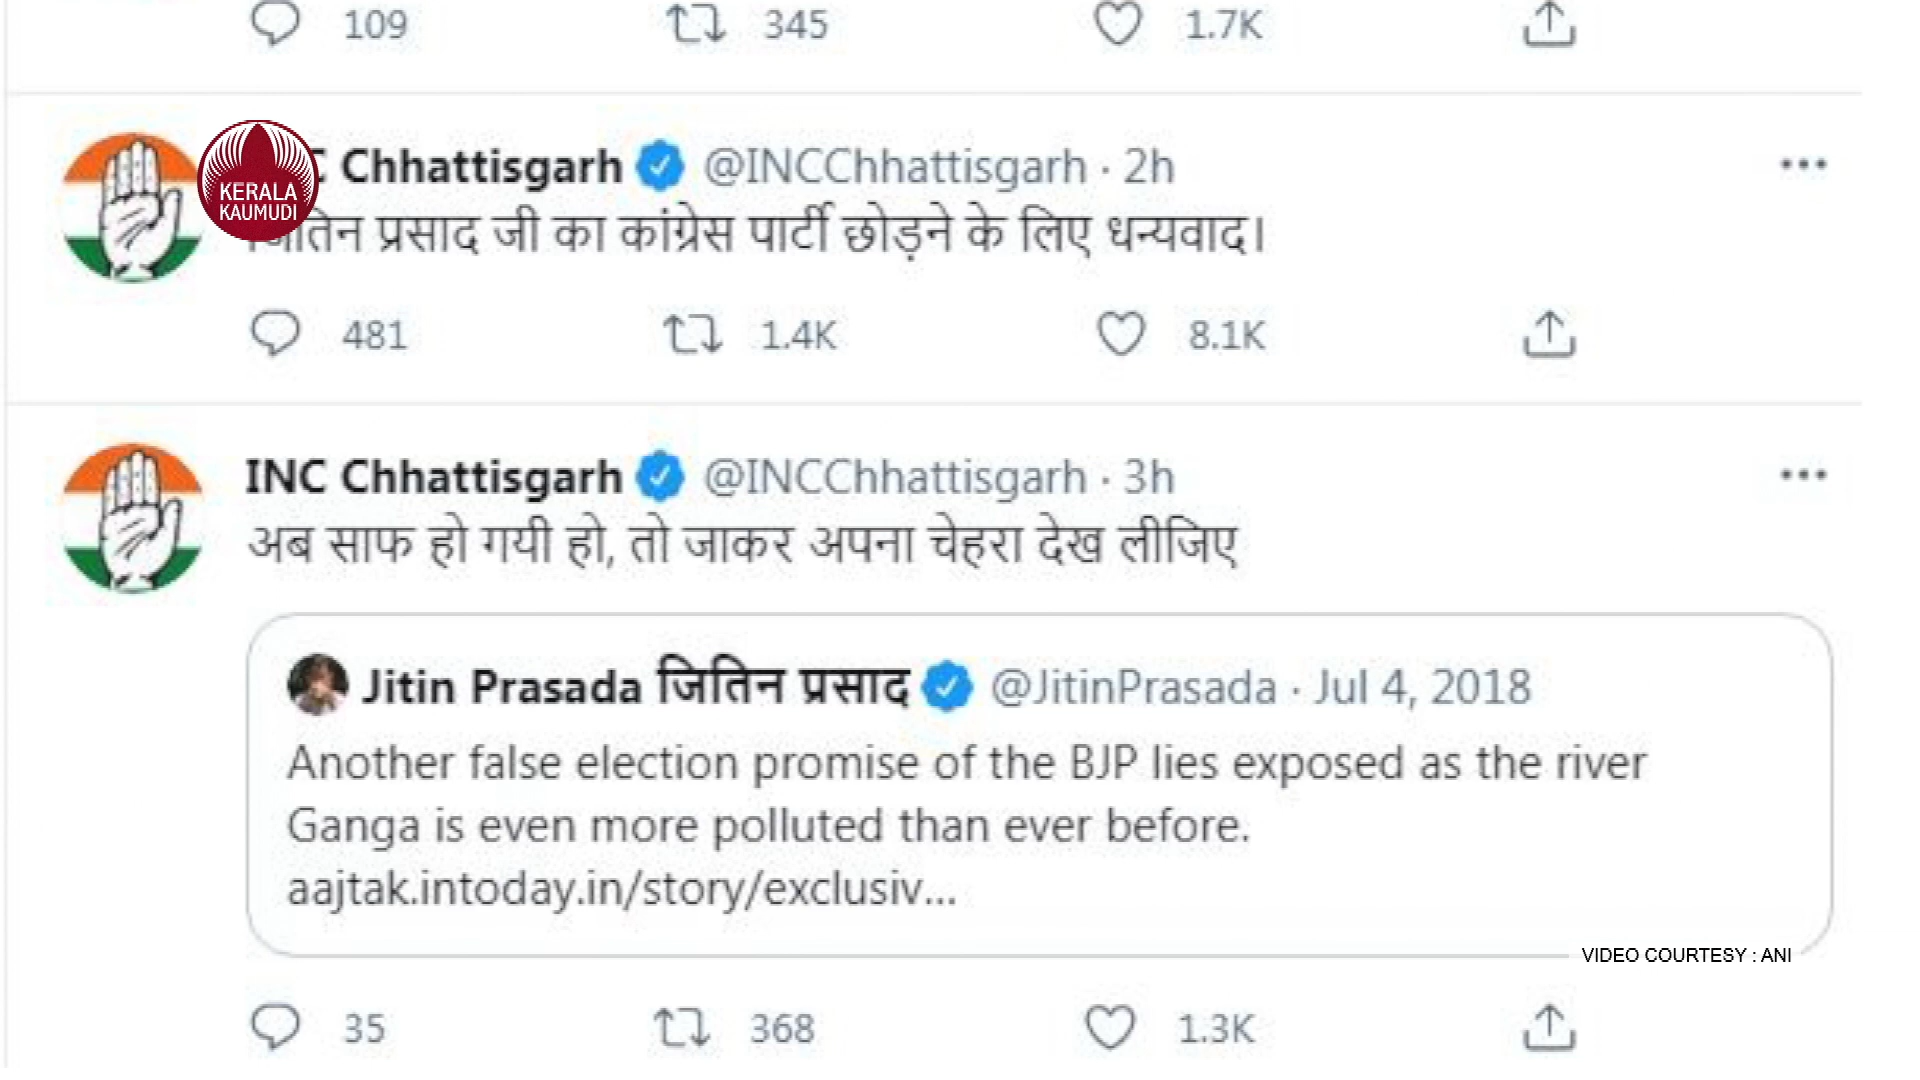 109 345 1.7K
KERALA
KAUMUDI
Chhattisgarh @INCChhattisgarh · 2h
जितिन प्रसाद जी का कांग्रेस पार्टी छोड़ने के लिए धन्यवाद।
481 1.4K 8.1K
INC Chhattisgarh @INCChhattisgarh · 3h
अब साफ हो गयी हो, तो जाकर अपना चेहरा देख लीजिए
Jitin Prasada जितिन प्रसाद @JitinPrasada · Jul 4, 2018
Another false election promise of the BJP lies exposed as the river
Ganga is even more polluted than ever before.
aajtak.intoday.in/story/exclusiv...
VIDEO COURTESY : ANI
35 368 1.3K